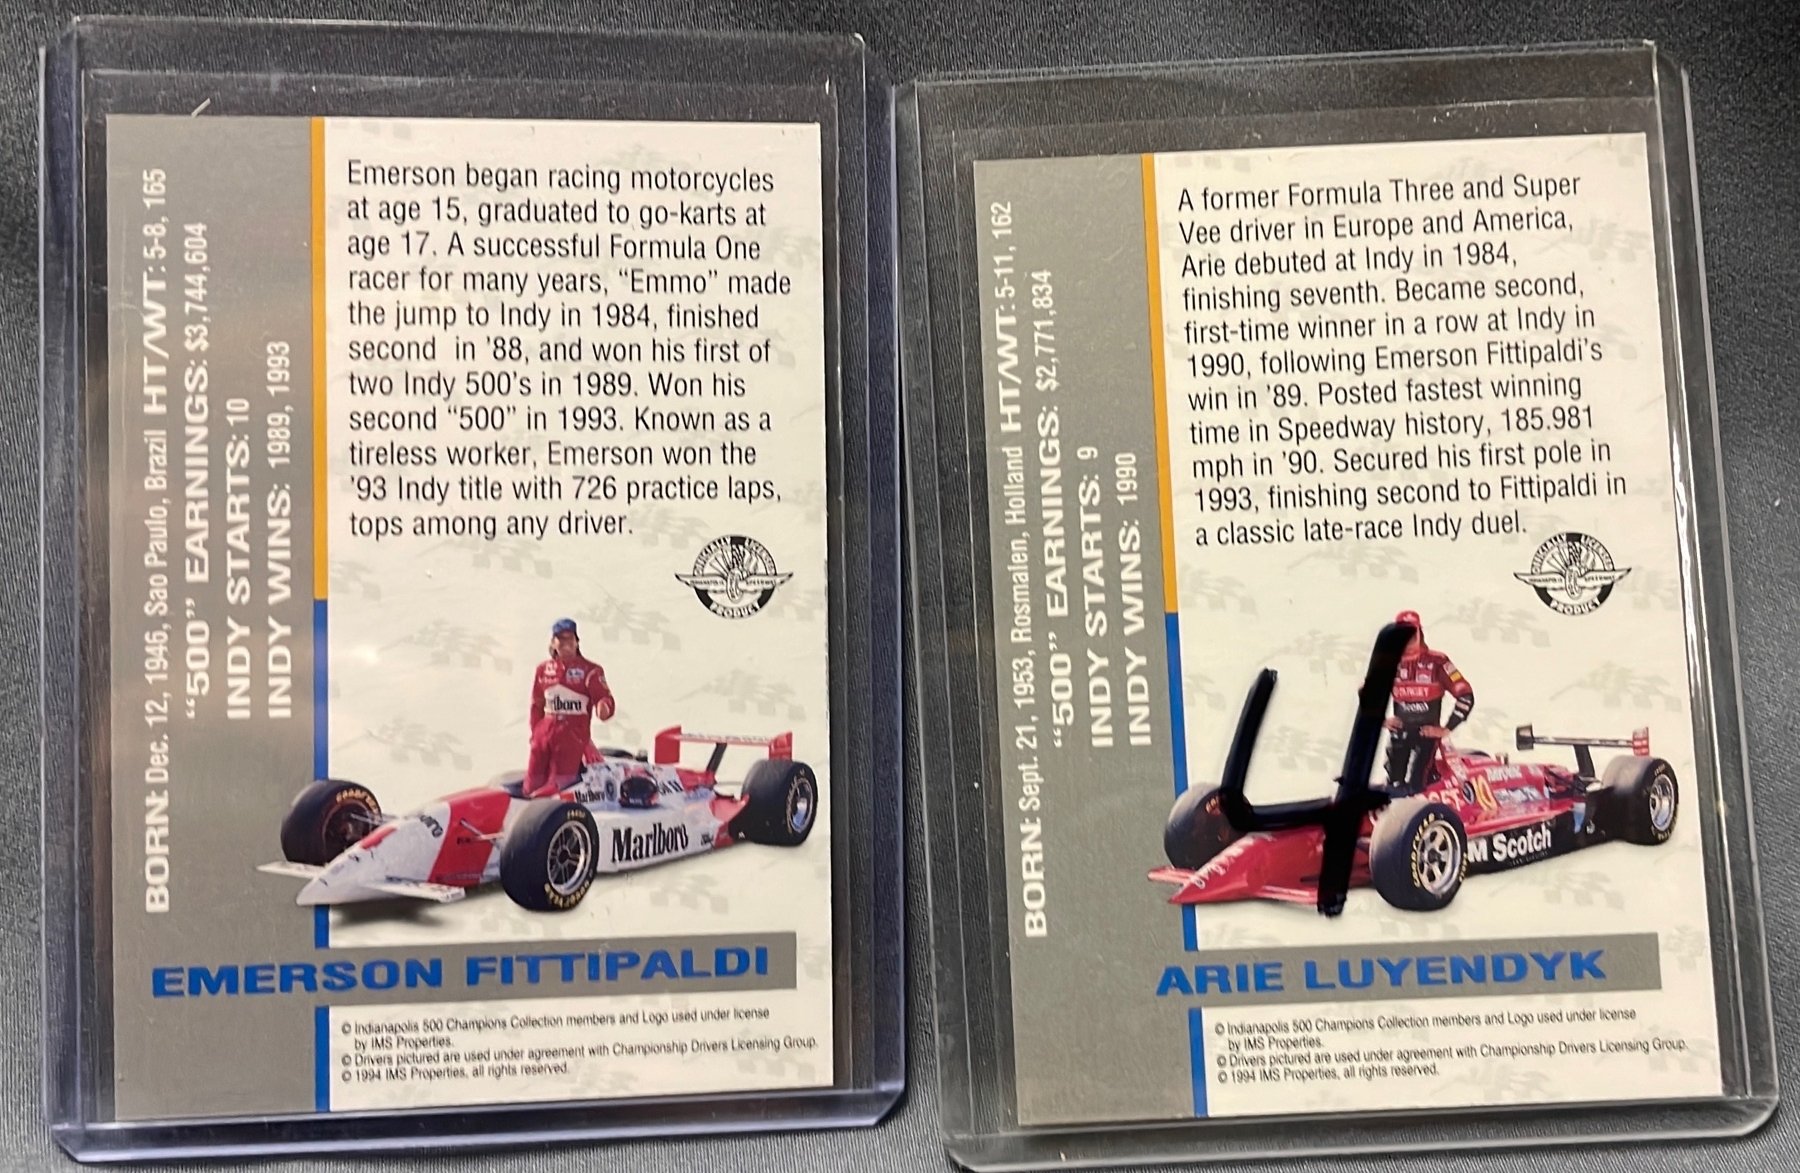 BORN: Dec. 12, 1946, Sao Paulo, Brazil HT/WT: 5-8, 165
"500" EARNINGS: $3,744,604
INDY STARTS: 10
INDY WINS: 1989, 1993
Emerson began racing motorcycles
at age 15, graduated to go-karts at
age 17. A successful Formula One
racer for many years, "Emmo" made
the jump to Indy in 1984, finished
second in '88, and won his first of
two Indy 500's in 1989. Won his
second "500" in 1993. Known as a
tireless worker, Emerson won the
'93 Indy title with 726 practice laps,
tops among any driver.
OFFICIALLY LICENSED
INDIANAPOLIS SPEEDWAY
PRODUCT
Marlboro
EMERSON FITTIPALDI
© Indianapolis 500 Champions Collection members and Logo used under license
by IMS Properties.
© Drivers pictured are used under agreement with Championship Drivers Licensing Group.
© 1994 IMS Properties, all rights reserved.
BORN: Sept. 21, 1953, Rosmalen, Holland HT/WT: 5-11, 162
"500" EARNINGS: $2,771,834
INDY STARTS: 9
INDY WINS: 1990
A former Formula Three and Super
Vee driver in Europe and America,
Arie debuted at Indy in 1984,
finishing seventh. Became second,
first-time winner in a row at Indy in
1990, following Emerson Fittipaldi's
win in '89. Posted fastest winning
time in Speedway history, 185.981
mph in '90. Secured his first pole in
1993, finishing second to Fittipaldi in
a classic late-race Indy duel.
OFFICIALLY LICENSED
INDIANAPOLIS SPEEDWAY
PRODUCT
TARGET
4
M Scotch
ARIE LUYENDYK
© Indianapolis 500 Champions Collection members and Logo used under license
by IMS Properties.
© Drivers pictured are used under agreement with Championship Drivers Licensing Group.
© 1994 IMS Properties, all rights reserved.